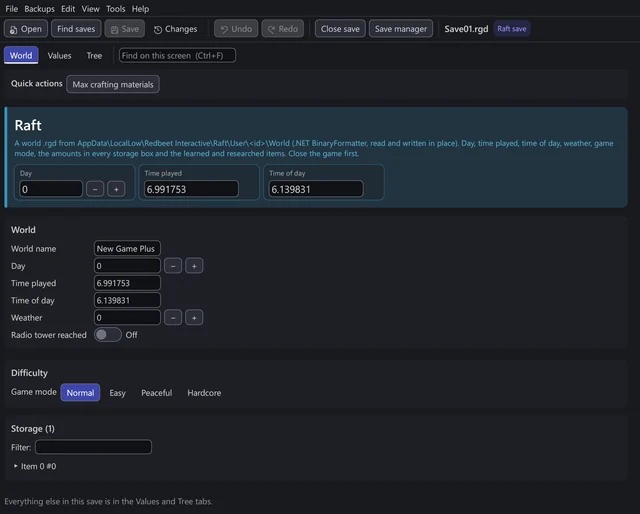 File Backups Edit View Tools Help
Open Find saves Save Changes Undo Redo Close save Save manager Save01.rgd Raft save
World Values Tree Find on this screen (Ctrl+F)
Quick actions Max crafting materials
Raft
A world .rgd from AppData\LocalLow\Redbeet Interactive\Raft\User\<id>\World (.NET BinaryFormatter, read and written in place). Day, time played, time of day, weather, game
mode, the amounts in every storage box and the learned and researched items. Close the game first.
Day Time played Time of day
0 − + 6.991753 6.139831
World
World name New Game Plus
Day 0 − +
Time played 6.991753
Time of day 6.139831
Weather 0 − +
Radio tower reached Off
Difficulty
Game mode Normal Easy Peaceful Hardcore
Storage (1)
Filter:
Item 0 #0
Everything else in this save is in the Values and Tree tabs.